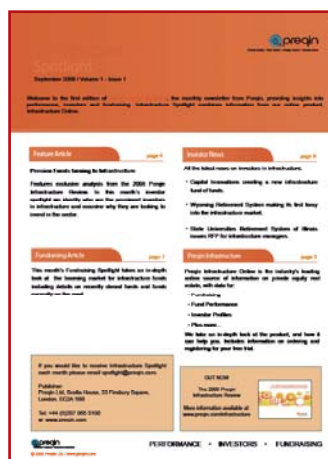 preqin
Spotlight
September 2008 / Volume 1 - Issue 1
Welcome to the first edition of , the monthly newsletter from Preqin, providing insights into
performance, investors and fundraising. Infrastructure Spotlight combines information from our online product,
Infrastructure Online.
Feature Article page
Pension Funds turning to Infrastructure
Features exclusive analysis from the 2008 Preqin
Infrastructure Review. In this month's investor
spotlight we identify who are the prominent investors
in infrastructure and examine why they are looking to
invest in the sector.
Investor News page
All the latest news on investors in infrastructure:
• Capital Innovations creating a new infrastructure
fund of funds.
• Wyoming Retirement System making its first foray
into the infrastructure market.
• State Universities Retirement System of Illinois
issues RFP for infrastructure managers.
Fundraising Article page
This month's Fundraising Spotlight takes an in-depth
look at the booming market for infrastructure funds
including details on recently closed funds and funds
currently on the road.
Preqin Infrastructure page
Preqin Infrastructure Online is the industry's leading
online source of information on private equity real
estate, with data for:
• Fundraising
• Fund Performance
• Investor Profiles
• Plus more...
We take an in-depth look at the product, and how it
can help you. Includes information on ordering and
registering for your free trial.
If you would like to receive Infrastructure Spotlight
each month please email spotlight@preqin.com.
Publisher:
Preqin Ltd, Scotia House, 33 Finsbury Square,
London. EC2A 1BB
Tel: +44 (0)207 065 5100
w: www.preqin.com
OUT NOW
The 2008 Preqin
Infrastructure Review
More information available at
www.preqin.com/infrastructure
preqin PERFORMANCE • INVESTORS • FUNDRAISING
© 2008 Preqin Ltd. / www.preqin.com